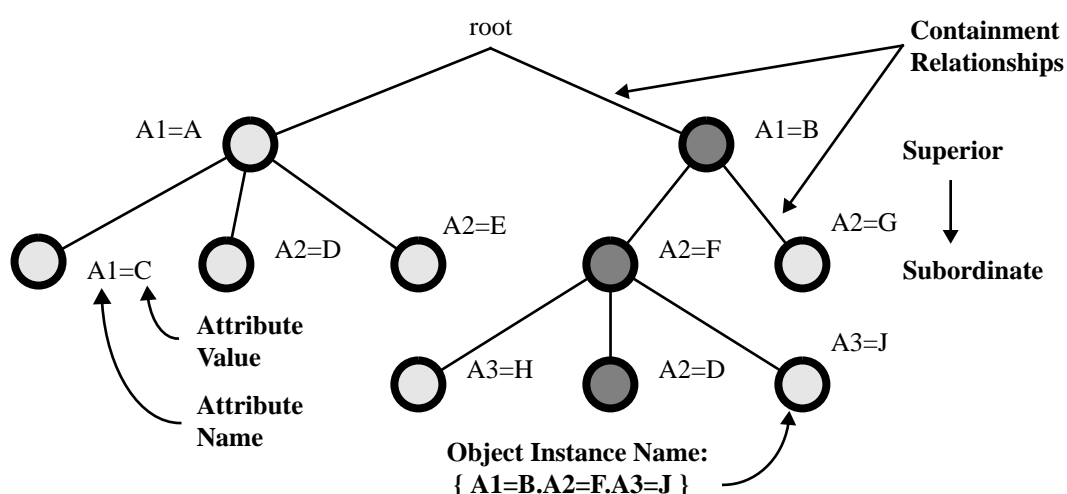 root
Containment
Relationships
A1=A
A1=B
Superior
A2=E
A2=G
A2=D
A2=F
A1=C
Subordinate
Attribute
Value
A3=J
A3=H
A2=D
Attribute
Name
Object Instance Name:
{ A1=B.A2=F.A3=J }